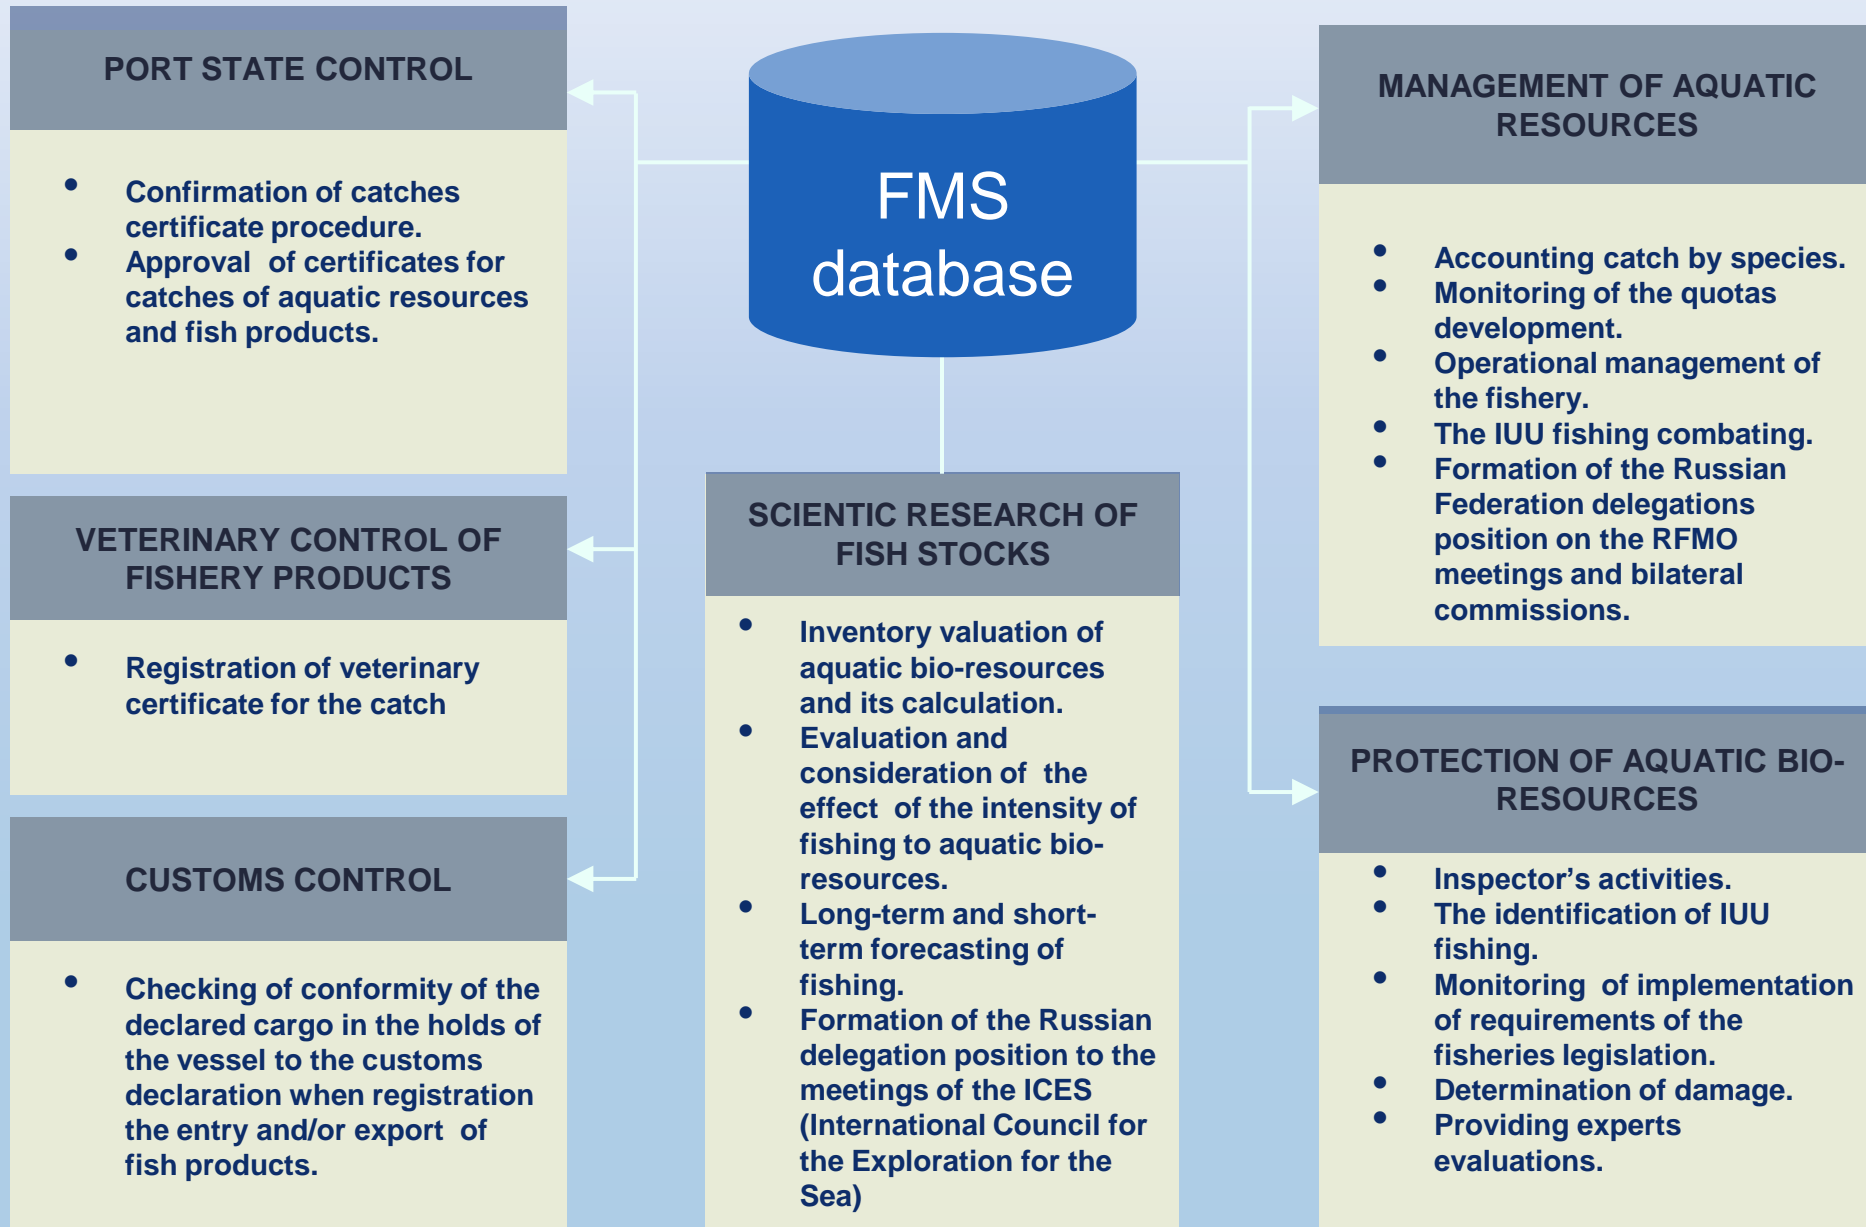 PORT STATE CONTROL
• Confirmation of catches
certificate procedure.
• Approval of certificates for
catches of aquatic resources
and fish products.
VETERINARY CONTROL OF
FISHERY PRODUCTS
• Registration of veterinary
certificate for the catch
CUSTOMS CONTROL
• Checking of conformity of the
declared cargo in the holds of
the vessel to the customs
declaration when registration
the entry and/or export of
fish products.
FMS
database
SCIENTIC RESEARCH OF
FISH STOCKS
• Inventory valuation of
aquatic bio-resources
and its calculation.
• Evaluation and
consideration of the
effect of the intensity of
fishing to aquatic bio-
resources.
• Long-term and short-
term forecasting of
fishing.
• Formation of the Russian
delegation position to the
meetings of the ICES
(International Council for
the Exploration for the
Sea)
MANAGEMENT OF AQUATIC
RESOURCES
• Accounting catch by species.
• Monitoring of the quotas
development.
• Operational management of
the fishery.
• The IUU fishing combating.
• Formation of the Russian
Federation delegations
position on the RFMO
meetings and bilateral
commissions.
PROTECTION OF AQUATIC BIO-
RESOURCES
• Inspector’s activities.
• The identification of IUU
fishing.
• Monitoring of implementation
of requirements of the
fisheries legislation.
• Determination of damage.
• Providing experts
evaluations.